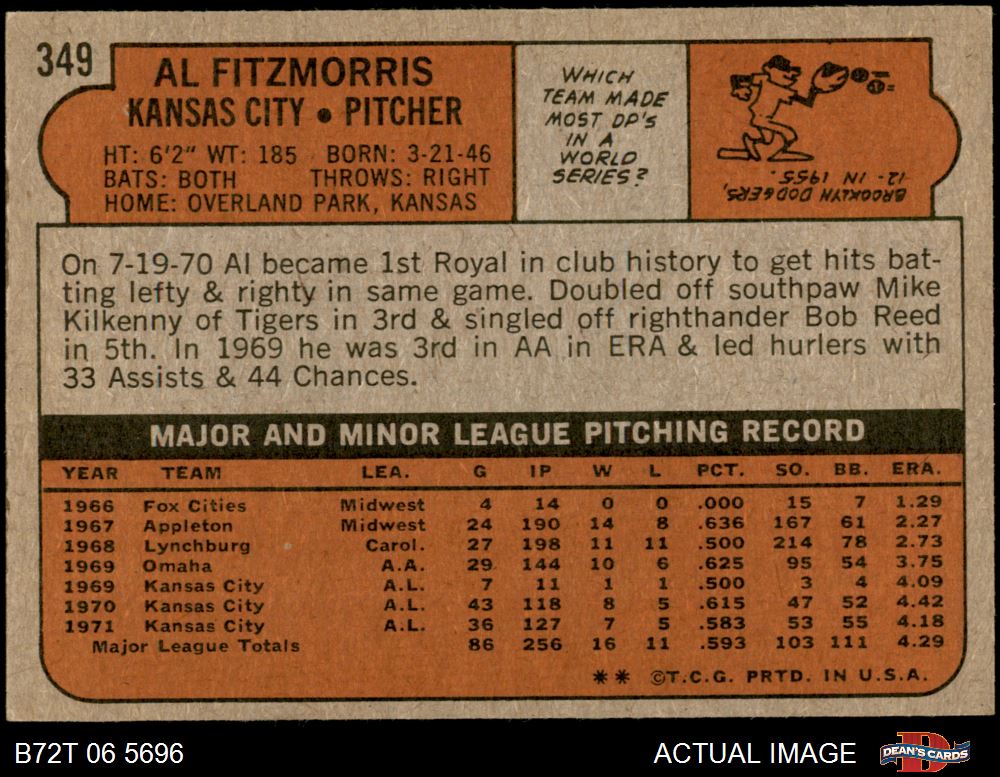 349
AL FITZMORRIS
KANSAS CITY • PITCHER
HT: 6'2" WT: 185 BORN: 3-21-46
BATS: BOTH THROWS: RIGHT
HOME: OVERLAND PARK, KANSAS
WHICH
TEAM MADE
MOST DP'S
IN A
WORLD
SERIES?
BROOKLYN DODGERS,
12- IN 1955.
On 7-19-70 Al became 1st Royal in club history to get hits bat-
ting lefty & righty in same game. Doubled off southpaw Mike
Kilkenny of Tigers in 3rd & singled off righthander Bob Reed
in 5th. In 1969 he was 3rd in AA in ERA & led hurlers with
33 Assists & 44 Chances.
MAJOR AND MINOR LEAGUE PITCHING RECORD
YEAR TEAM LEA. G IP W L PCT. SO. BB. ERA.
1966 Fox Cities Midwest 4 14 0 0 .000 15 7 1.29
1967 Appleton Midwest 24 190 14 8 .636 167 61 2.27
1968 Lynchburg Carol. 27 198 11 11 .500 214 78 2.73
1969 Omaha A.A. 29 144 10 6 .625 95 54 3.75
1969 Kansas City A.L. 7 11 1 1 .500 3 4 4.09
1970 Kansas City A.L. 43 118 8 5 .615 47 52 4.42
1971 Kansas City A.L. 36 127 7 5 .583 53 55 4.18
Major League Totals 86 256 16 11 .593 103 111 4.29
** ©T.C.G. PRTD. IN U.S.A.
B72T 06 5696
ACTUAL IMAGE
DEAN'S CARDS